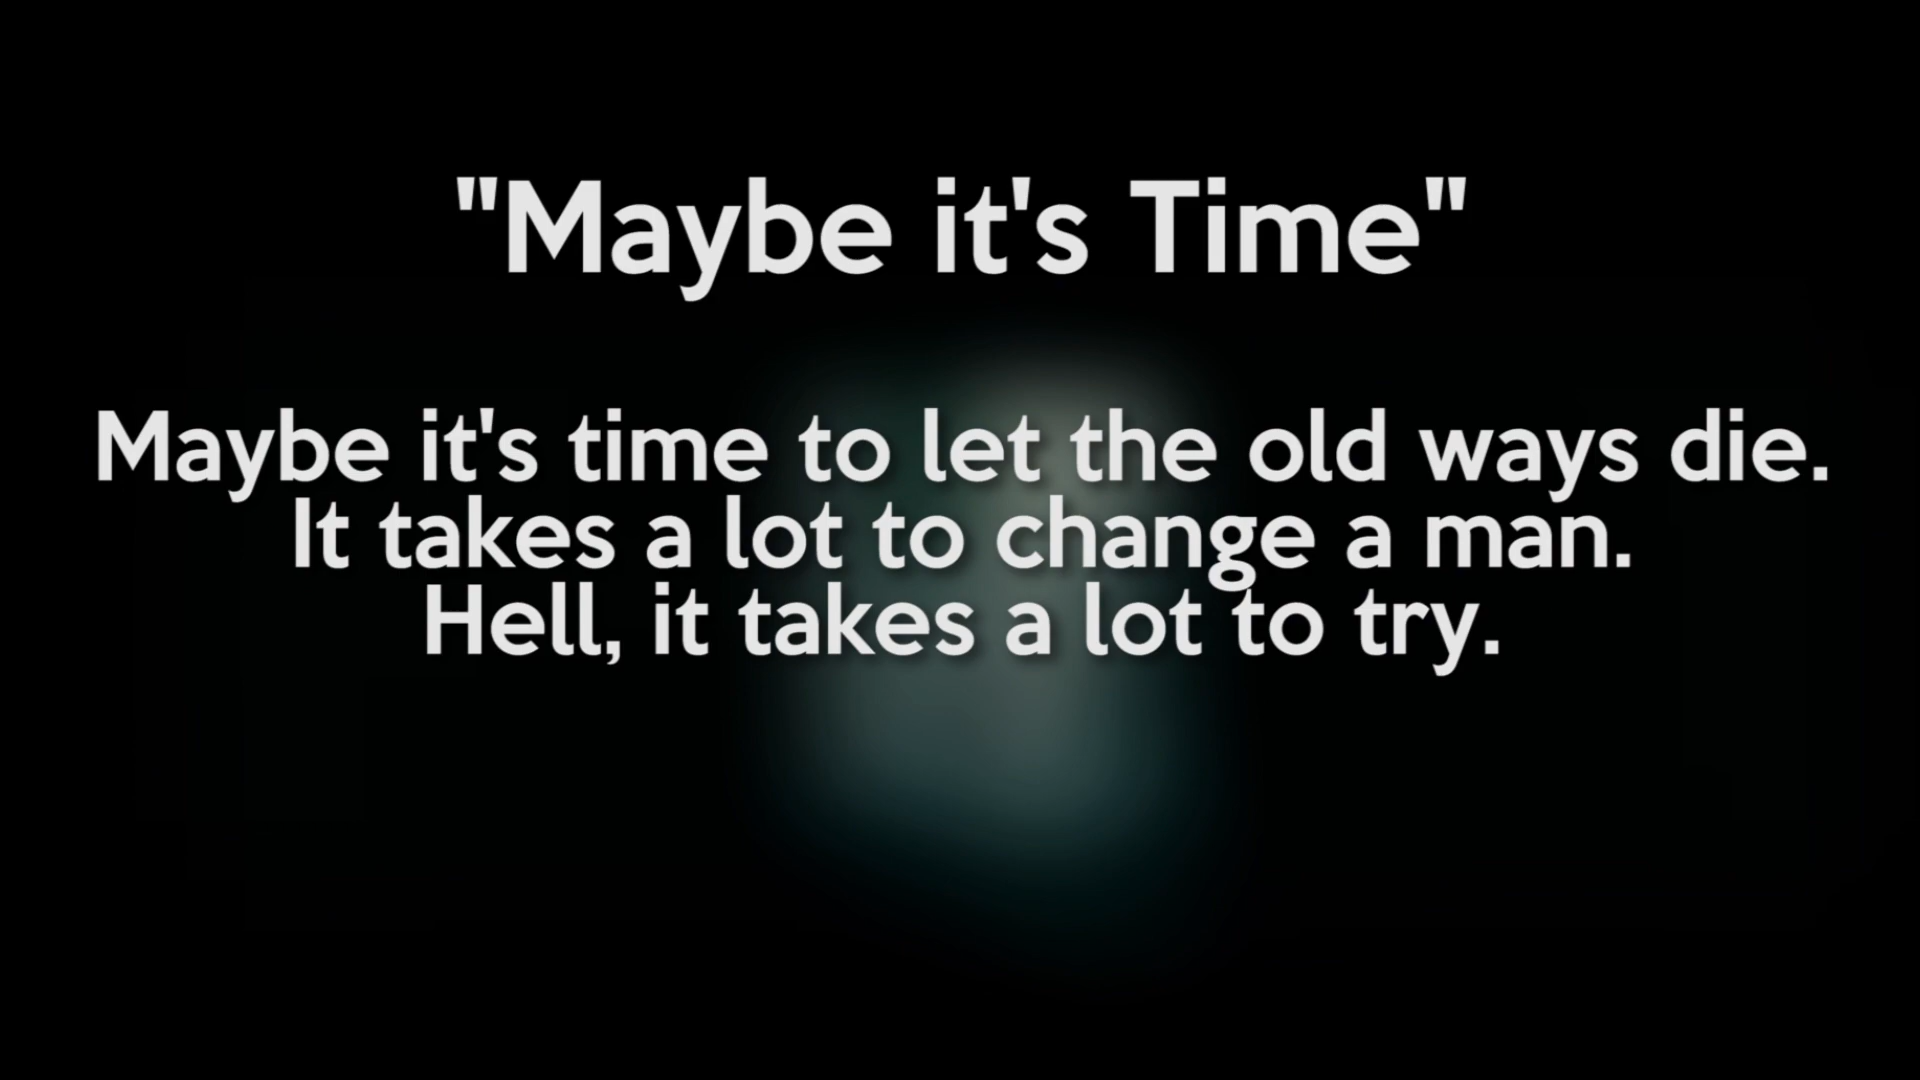 "Maybe it's Time"
Maybe it's time to let the old ways die.
It takes a lot to change a man.
Hell, it takes a lot to try.